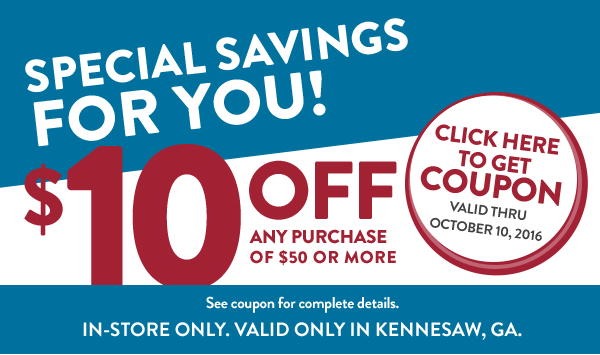 SPECIAL SAVINGS
FOR YOU!
$10 OFF
ANY PURCHASE
OF $50 OR MORE
CLICK HERE
TO GET
COUPON
VALID THRU
OCTOBER 10, 2016
See coupon for complete details.
IN-STORE ONLY. VALID ONLY IN KENNESAW, GA.